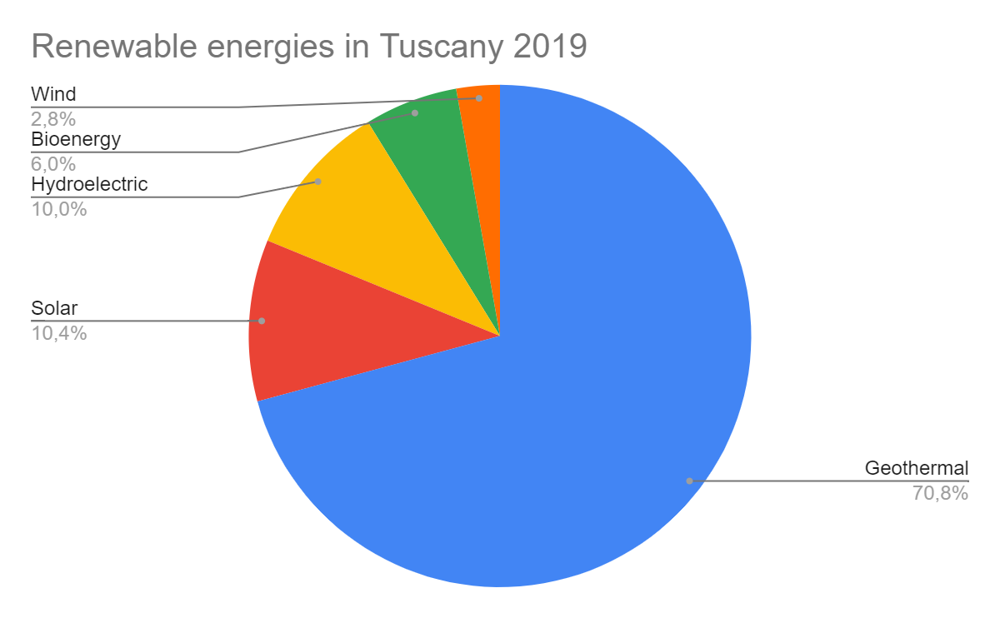 Renewable energies in Tuscany 2019
Wind
2,8%
Bioenergy
6,0%
Hydroelectric
10,0%
Solar
10,4%
Geothermal
70,8%